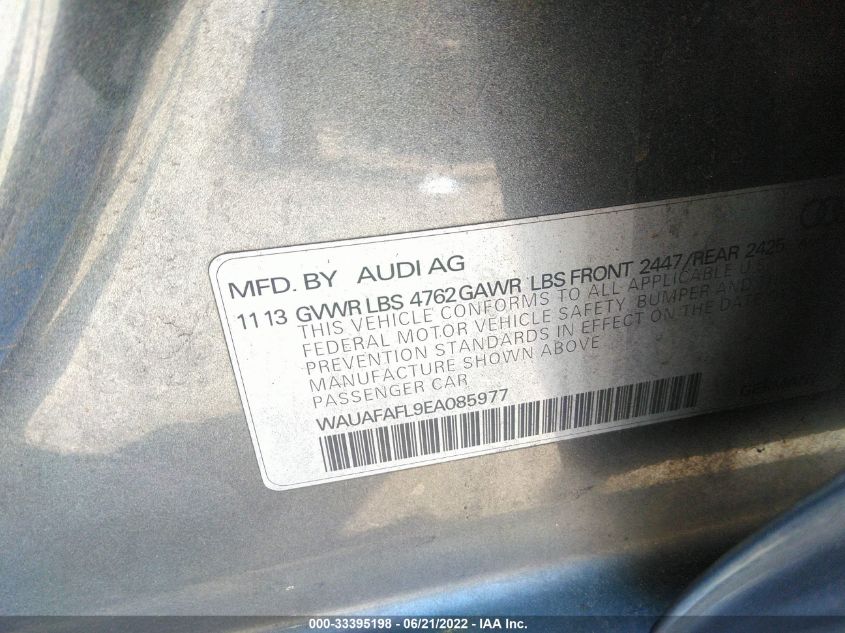 MFD. BY AUDI AG
11 13 GVWR LBS 4762 GAWR LBS FRONT 2447/REAR 2425
THIS VEHICLE CONFORMS TO ALL APPLICABLE U.S.
FEDERAL MOTOR VEHICLE SAFETY, BUMPER AND
PREVENTION STANDARDS IN EFFECT ON THE DATE
MANUFACTURE SHOWN ABOVE
PASSENGER CAR
WAUAFAFL9EA085977
000-33395198 - 06/21/2022 - IAA Inc.